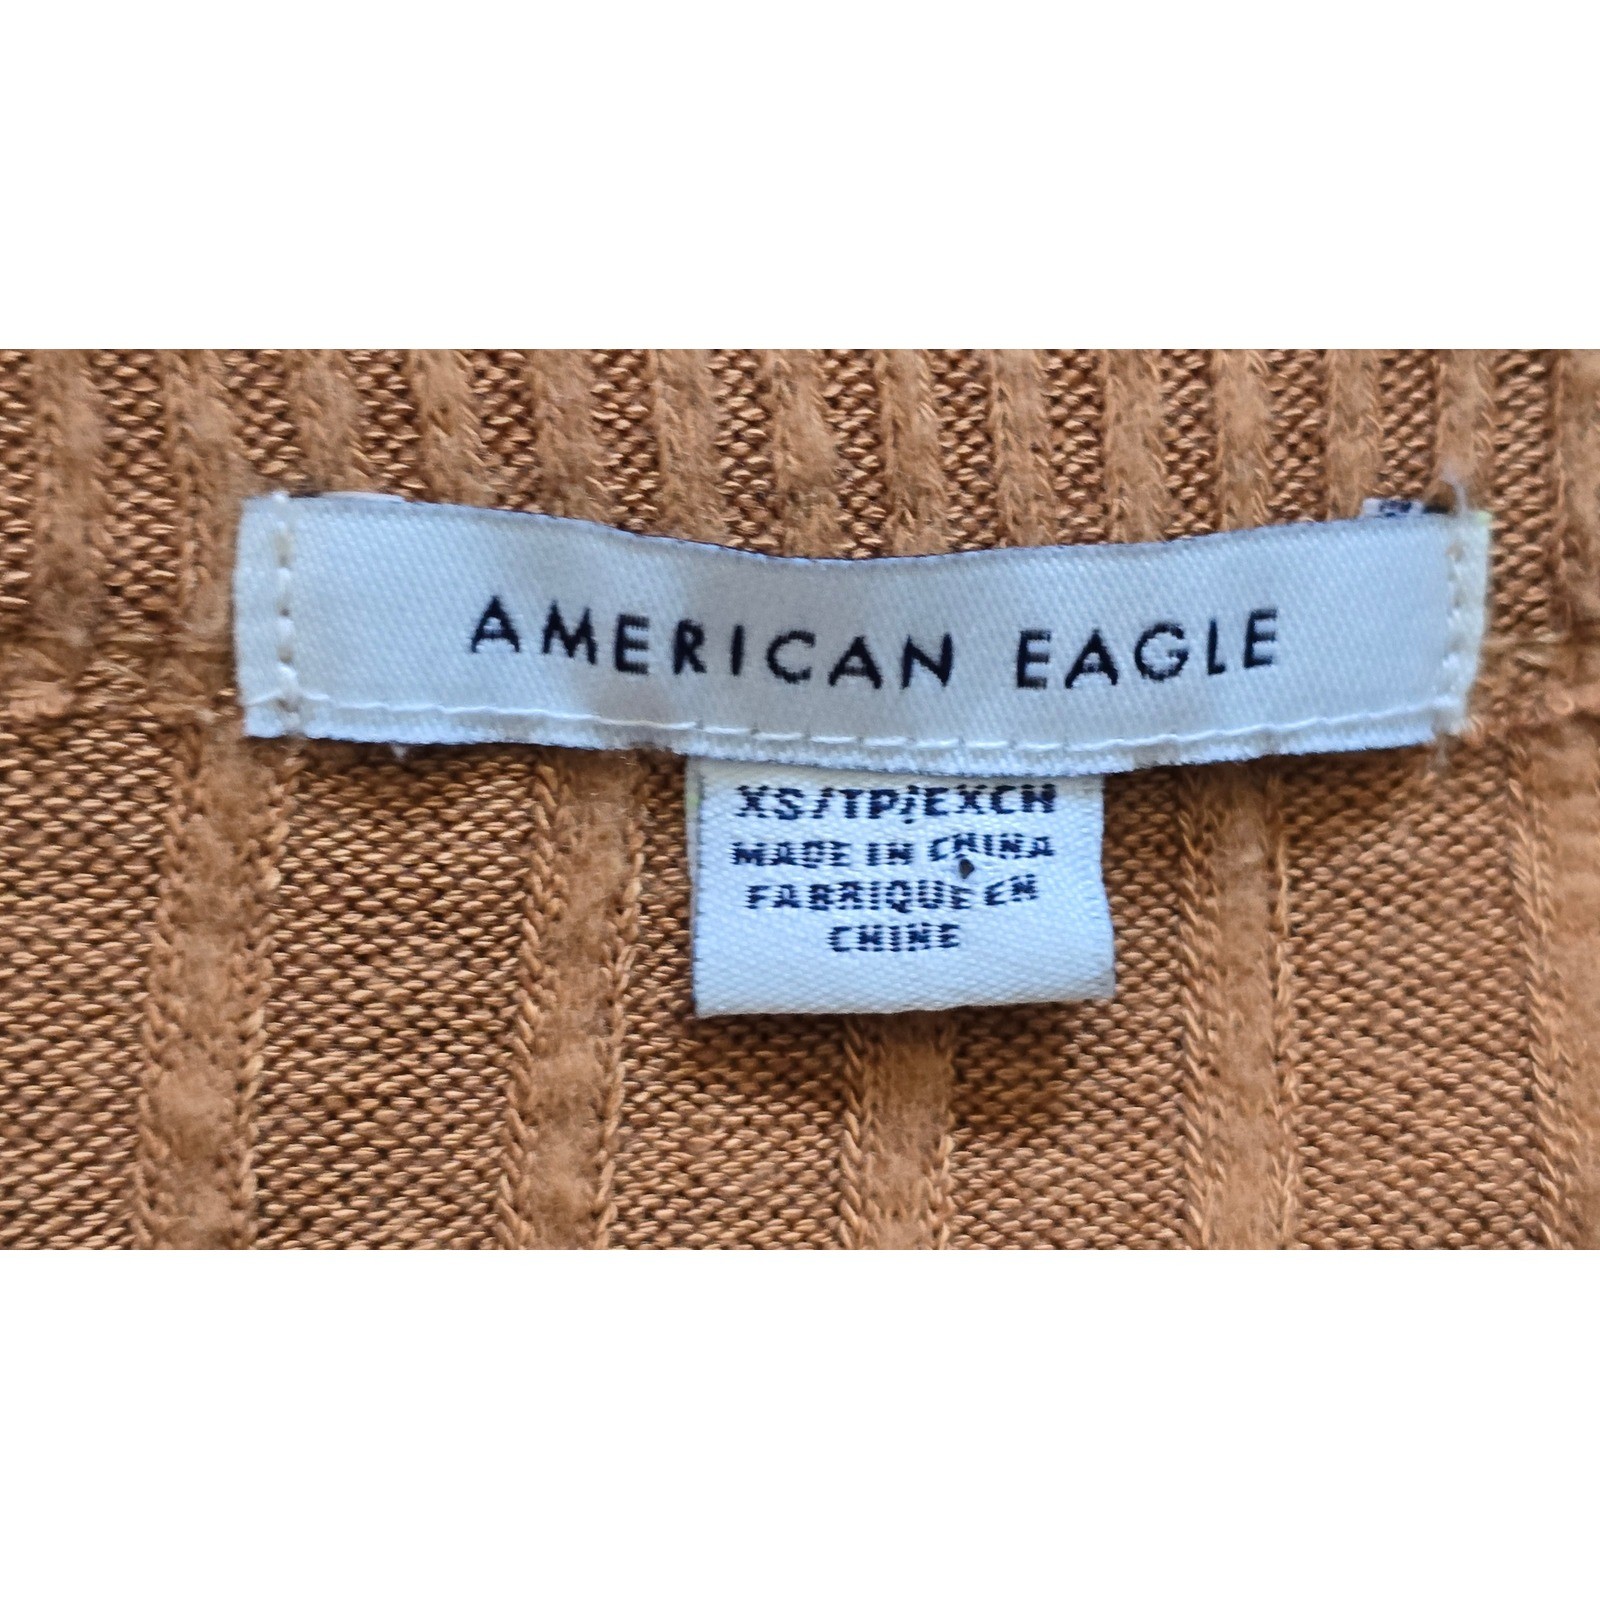 AMERICAN EAGLE
XS/TP/EXCH
MADE IN CHINA
FABRIQUE EN
CHINE